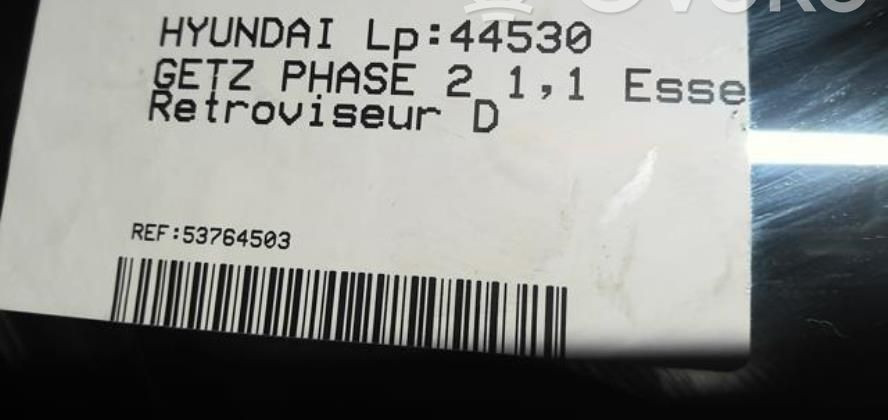 HYUNDAI Lp:44530
GETZ PHASE 2 1,1 Esse
Retroviseur D
REF:53764503